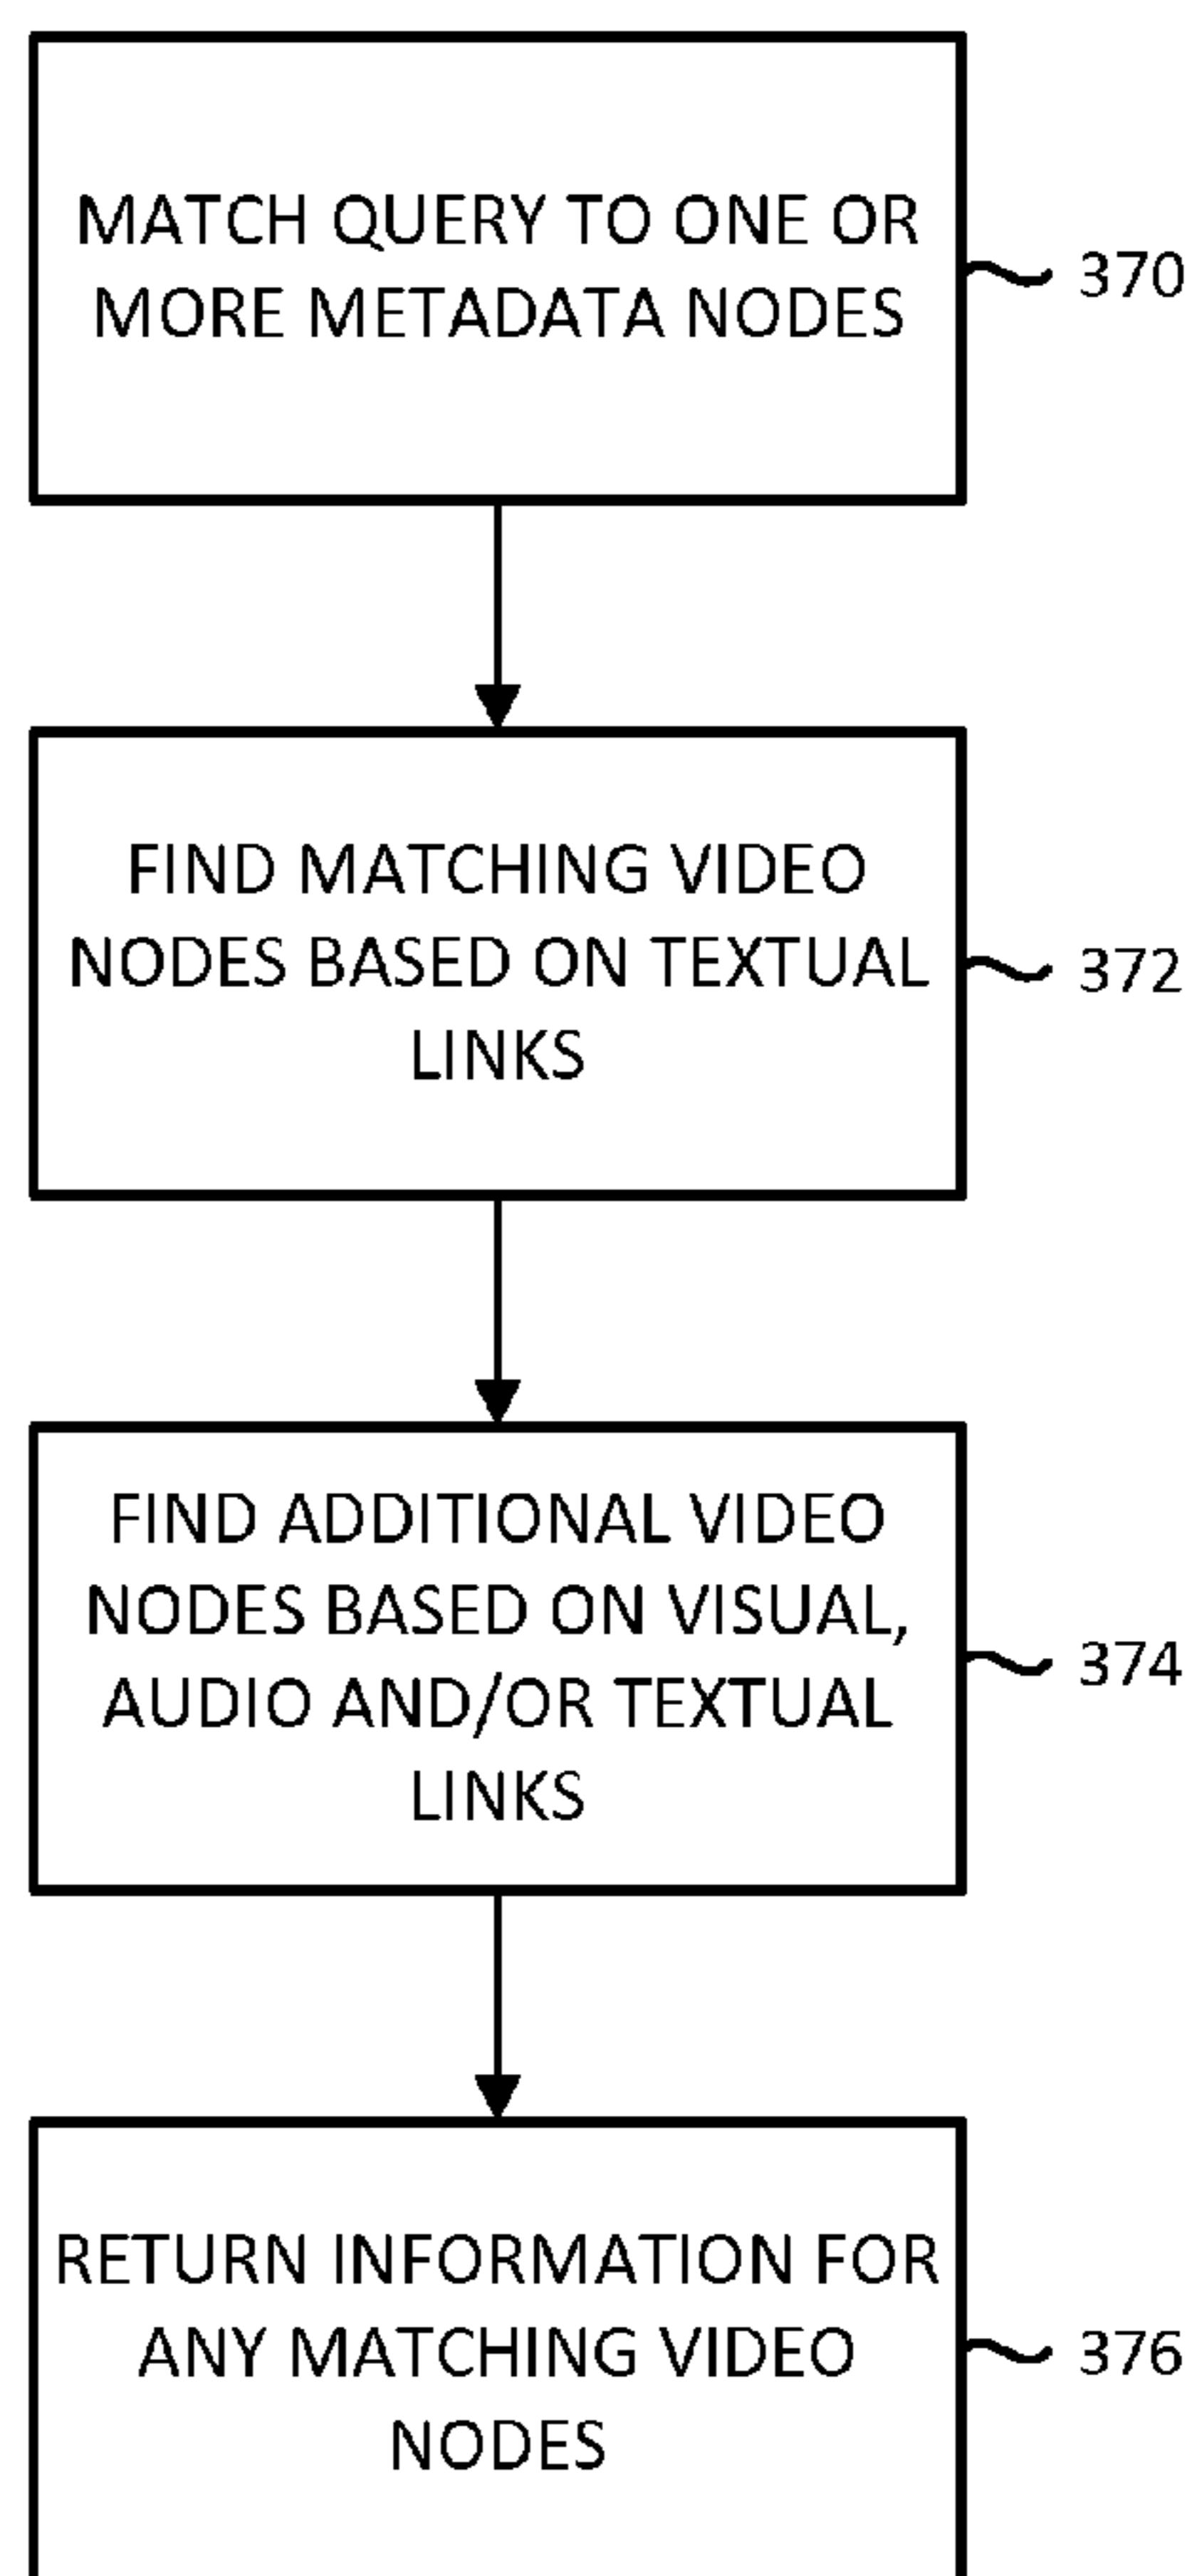 MATCH QUERY TO ONE OR
MORE METADATA NODES
370
FIND MATCHING VIDEO
NODES BASED ON TEXTUAL
LINKS
372
FIND ADDITIONAL VIDEO
NODES BASED ON VISUAL,
AUDIO AND/OR TEXTUAL
LINKS
374
RETURN INFORMATION FOR
ANY MATCHING VIDEO
NODES
376